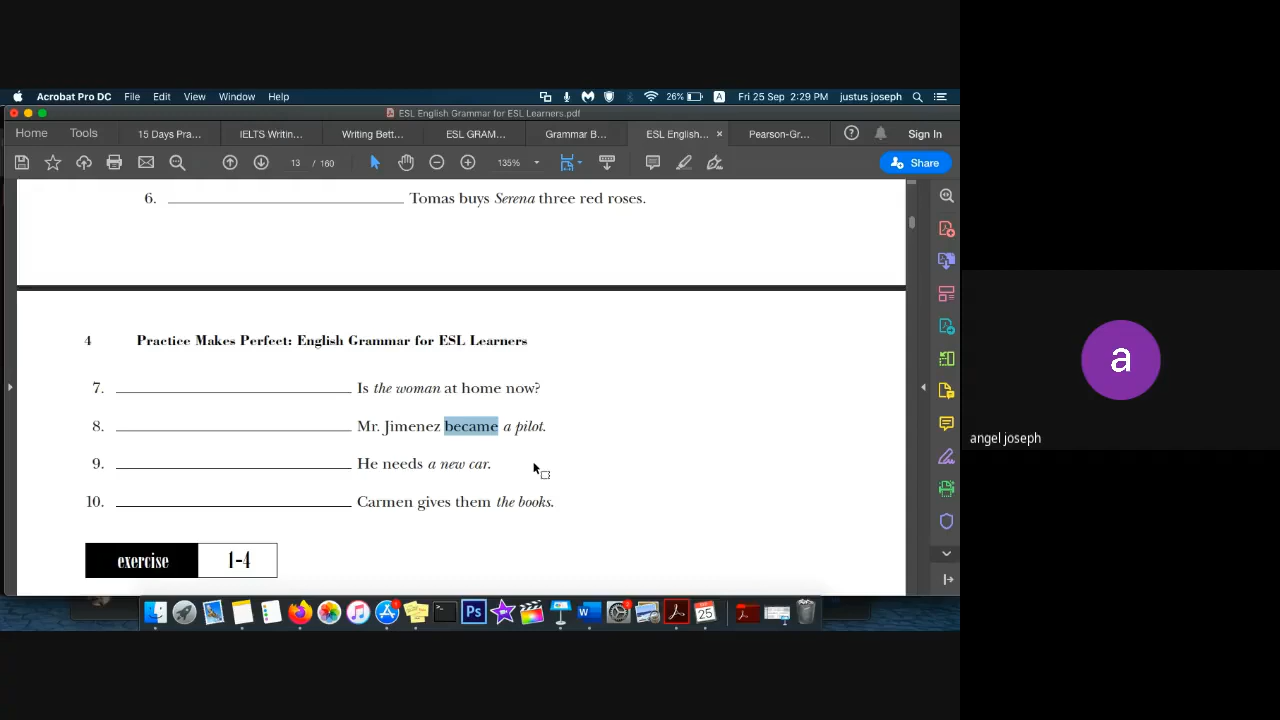 Acrobat Pro DC File Edit View Window Help 26% A Fri 25 Sep 2:29 PM justus joseph
ESL English Grammar for ESL Learners.pdf
Home Tools 15 Days Pra... IELTS Writin... Writing Bett... ESL GRAM... Grammar B... ESL English... × Pearson-Gr... ? Sign In
13 / 160 135% Share
6. Tomas buys Serena three red roses.
4 Practice Makes Perfect: English Grammar for ESL Learners
7. Is the woman at home now?
8. Mr. Jimenez became a pilot.
9. He needs a new car.
10. Carmen gives them the books.
exercise 1-4
Ps W 25
a
angel joseph